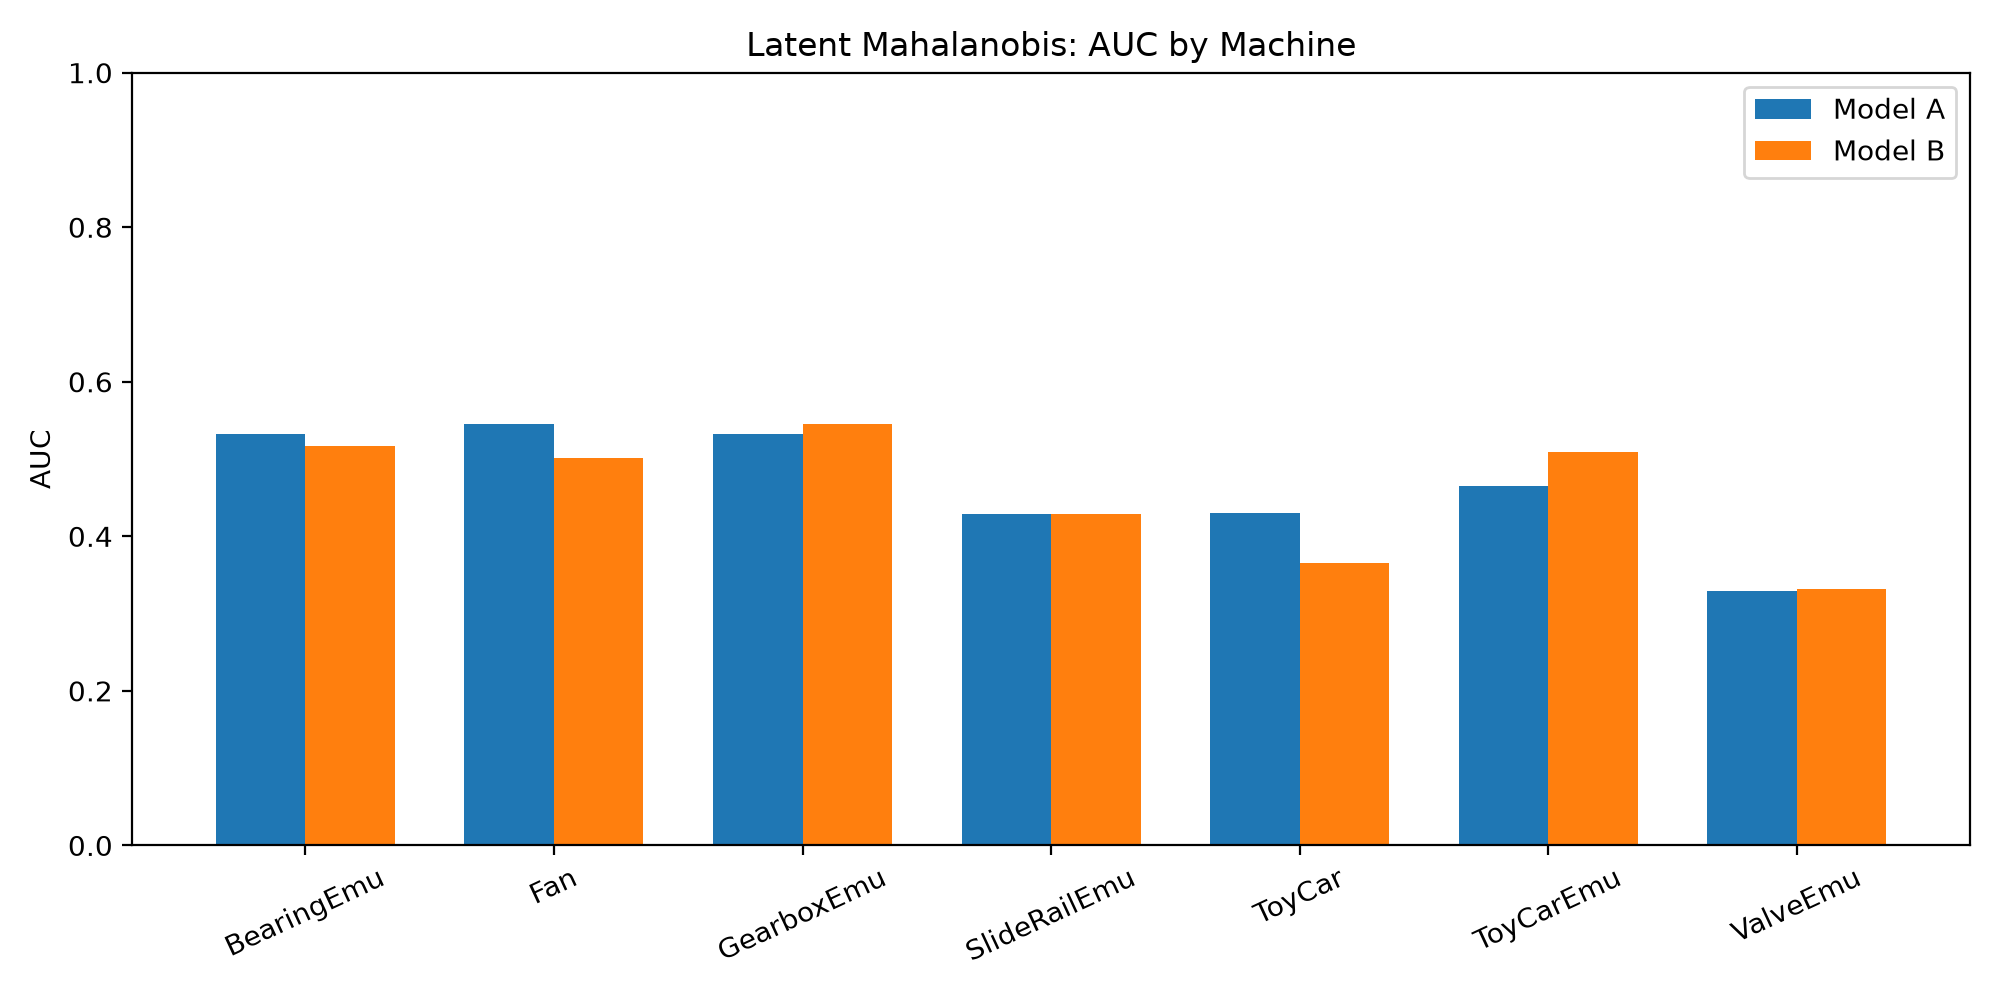 Latent Mahalanobis: AUC by Machine
Model A
Model B
AUC
1.0
0.8
0.6
0.4
0.2
0.0
BearingEmu
Fan
GearboxEmu
SlideRailEmu
ToyCar
ToyCarEmu
ValveEmu